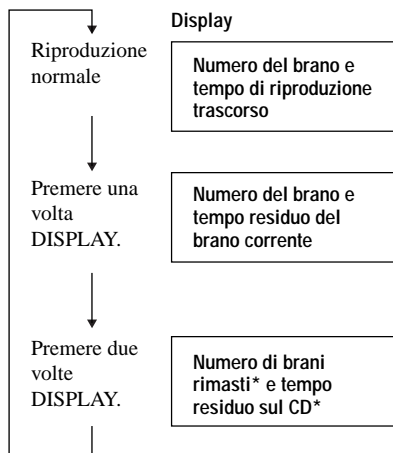 Display
Riproduzione
normale
Numero del brano e
tempo di riproduzione
trascorso
Premere una
volta
DISPLAY.
Numero del brano e
tempo residuo del
brano corrente
Premere due
volte
DISPLAY.
Numero di brani
rimasti* e tempo
residuo sul CD*